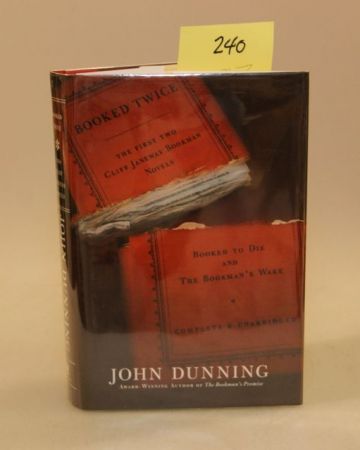 240
BOOKED TWICE
THE FIRST TWO
CLIFF JANEWAY BOOKMAN
NOVELS
BOOKED TO DIE
AND
THE BOOKMAN'S WAKE
COMPLETE & UNABRIDGED
JOHN DUNNING
AWARD-WINNING AUTHOR OF The Bookman's Promise
JOHN DUNNING